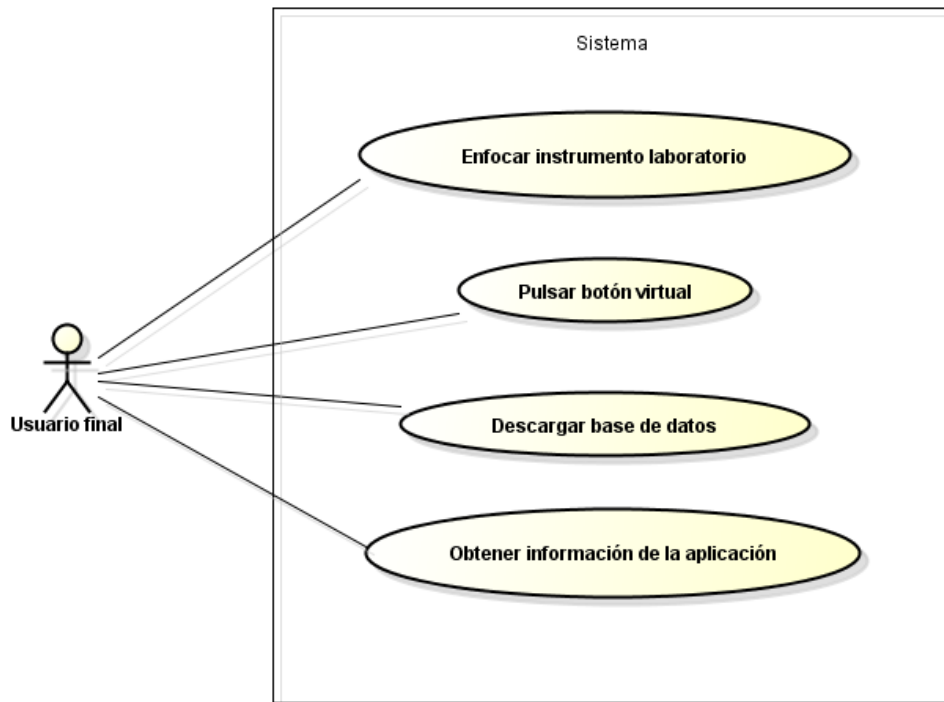 Sistema
Enfocar instrumento laboratorio
Pulsar botón virtual
Usuario final
Descargar base de datos
Obtener información de la aplicación